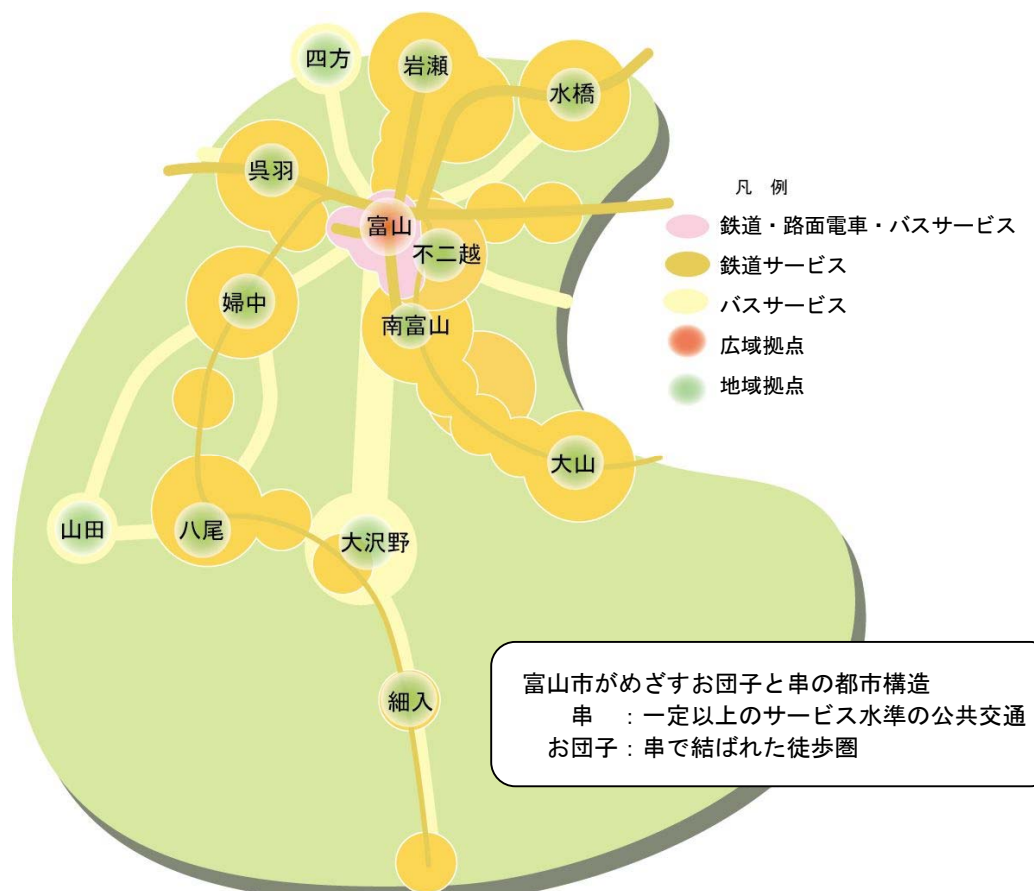 四方
岩瀬
水橋
呉羽
富山
不二越
婦中
南富山
大山
山田
八尾
大沢野
細入
凡 例
鉄道・路面電車・バスサービス
鉄道サービス
バスサービス
広域拠点
地域拠点
富山市がめざすお団子と串の都市構造
串 ：一定以上のサービス水準の公共交通
お団子：串で結ばれた徒歩圏